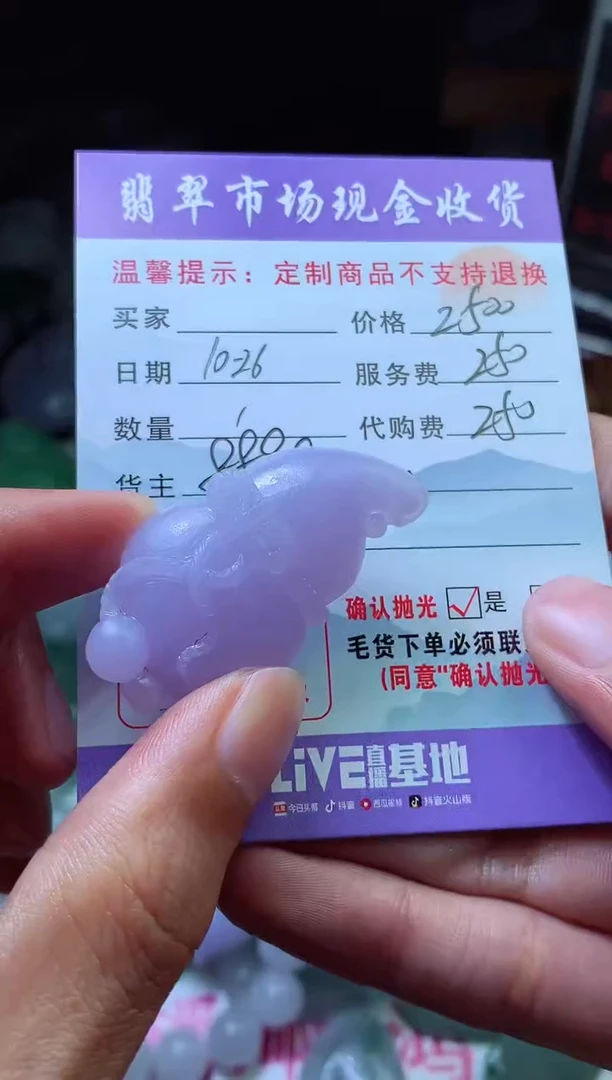 翡翠市场现金收货
温馨提示：定制商品不支持退换
买家 价格 2500
日期 10-26 服务费 250
数量 1 代购费 250
货主
确认抛光 是
毛货下单必须联
(同意"确认抛光
LiVE直播基地
今日头条 抖音 西瓜视频 抖音火山版